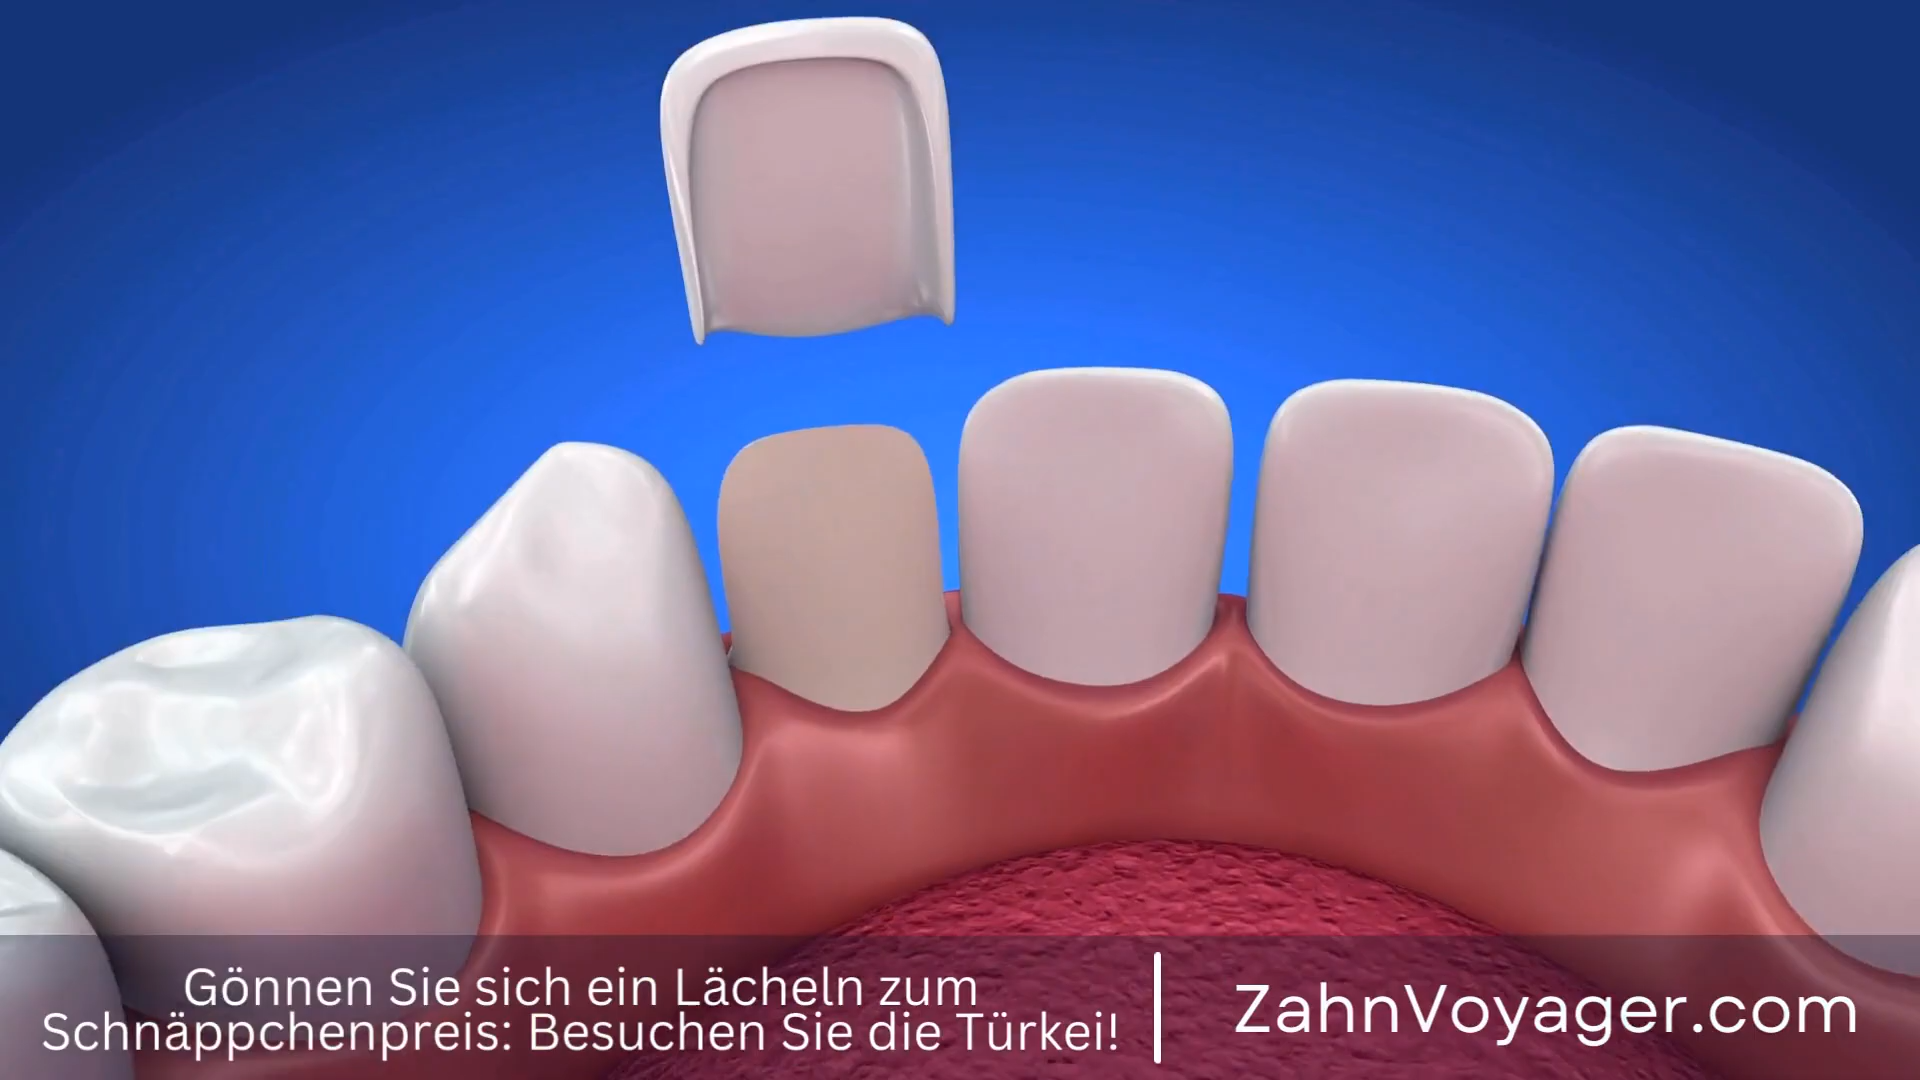 Gönnen Sie sich ein Lächeln zum
Schnäppchenpreis: Besuchen Sie die Türkei!
ZahnVoyager.com